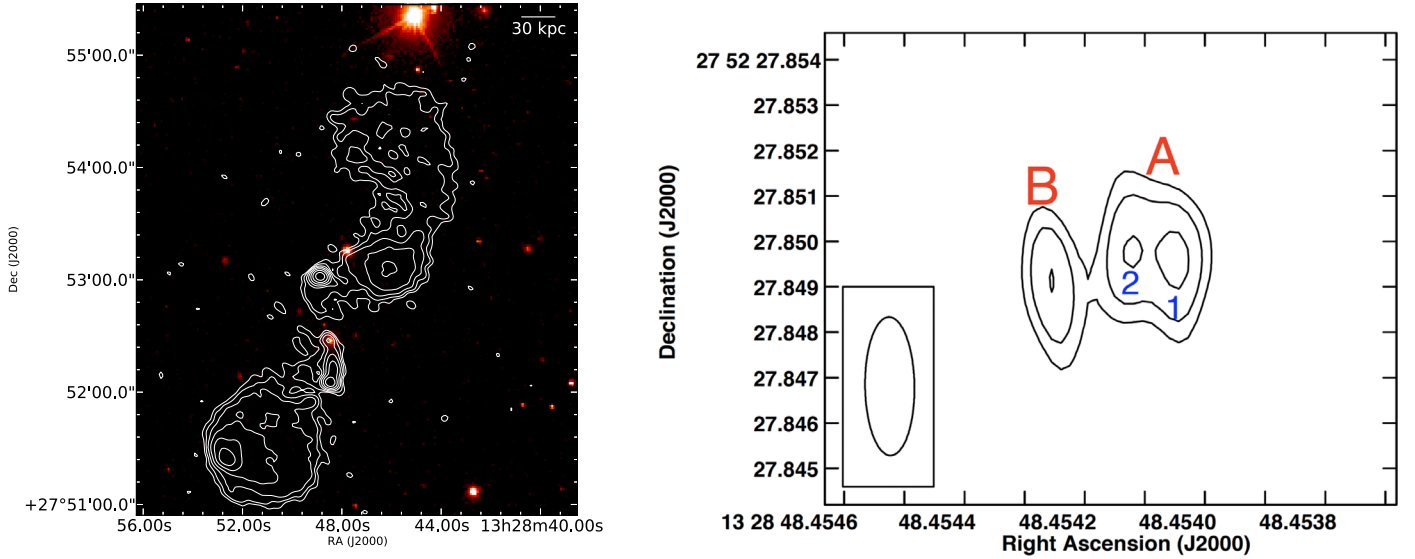 30 kpc
55'00.0"
54'00.0"
53'00.0"
52'00.0"
+27°51'00.0"
Dec (J2000)
56.00s
52.00s
48.00s
44.00s
13h28m40.00s
RA (J2000)
27 52 27.854
27.853
27.852
27.851
27.850
27.849
27.848
27.847
27.846
27.845
Declination (J2000)
B
A
2
1
13 28 48.4546
48.4544
48.4542
48.4540
48.4538
Right Ascension (J2000)